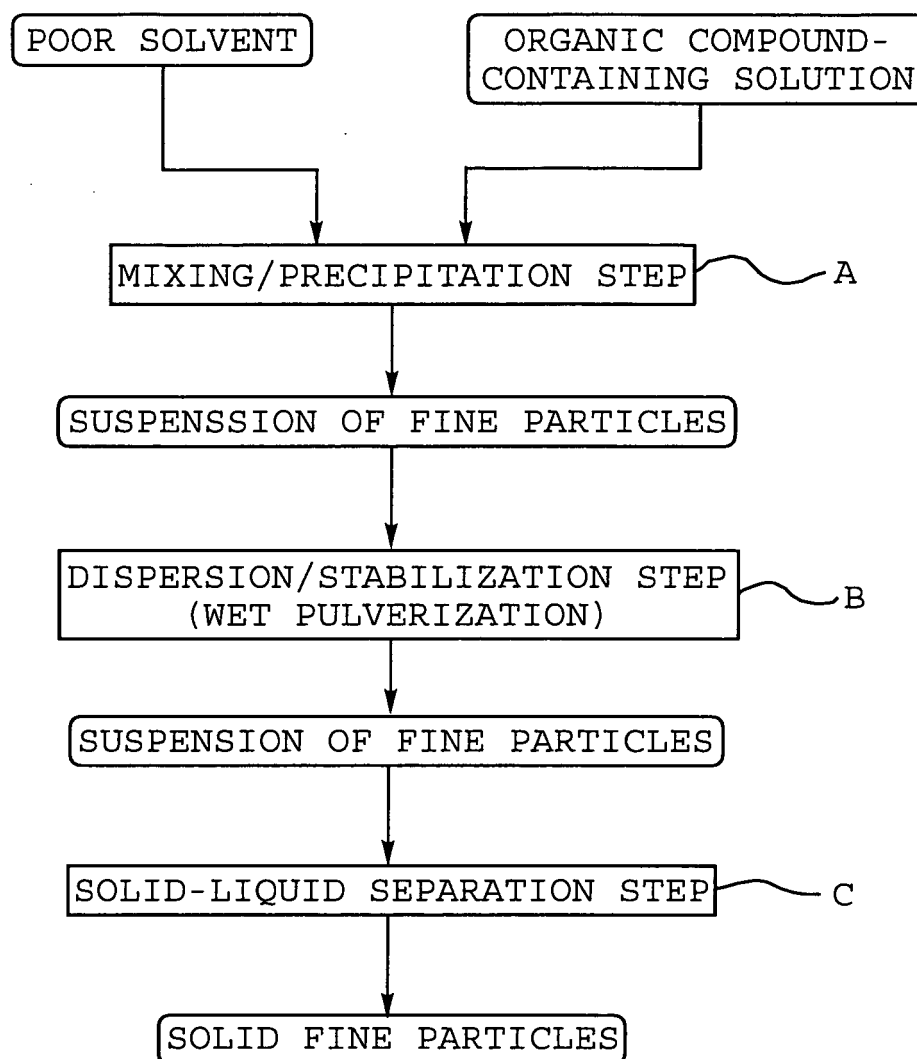 POOR SOLVENT
ORGANIC COMPOUND-
CONTAINING SOLUTION
MIXING/PRECIPITATION STEP
A
SUSPENSSION OF FINE PARTICLES
DISPERSION/STABILIZATION STEP
(WET PULVERIZATION)
B
SUSPENSION OF FINE PARTICLES
SOLID-LIQUID SEPARATION STEP
C
SOLID FINE PARTICLES